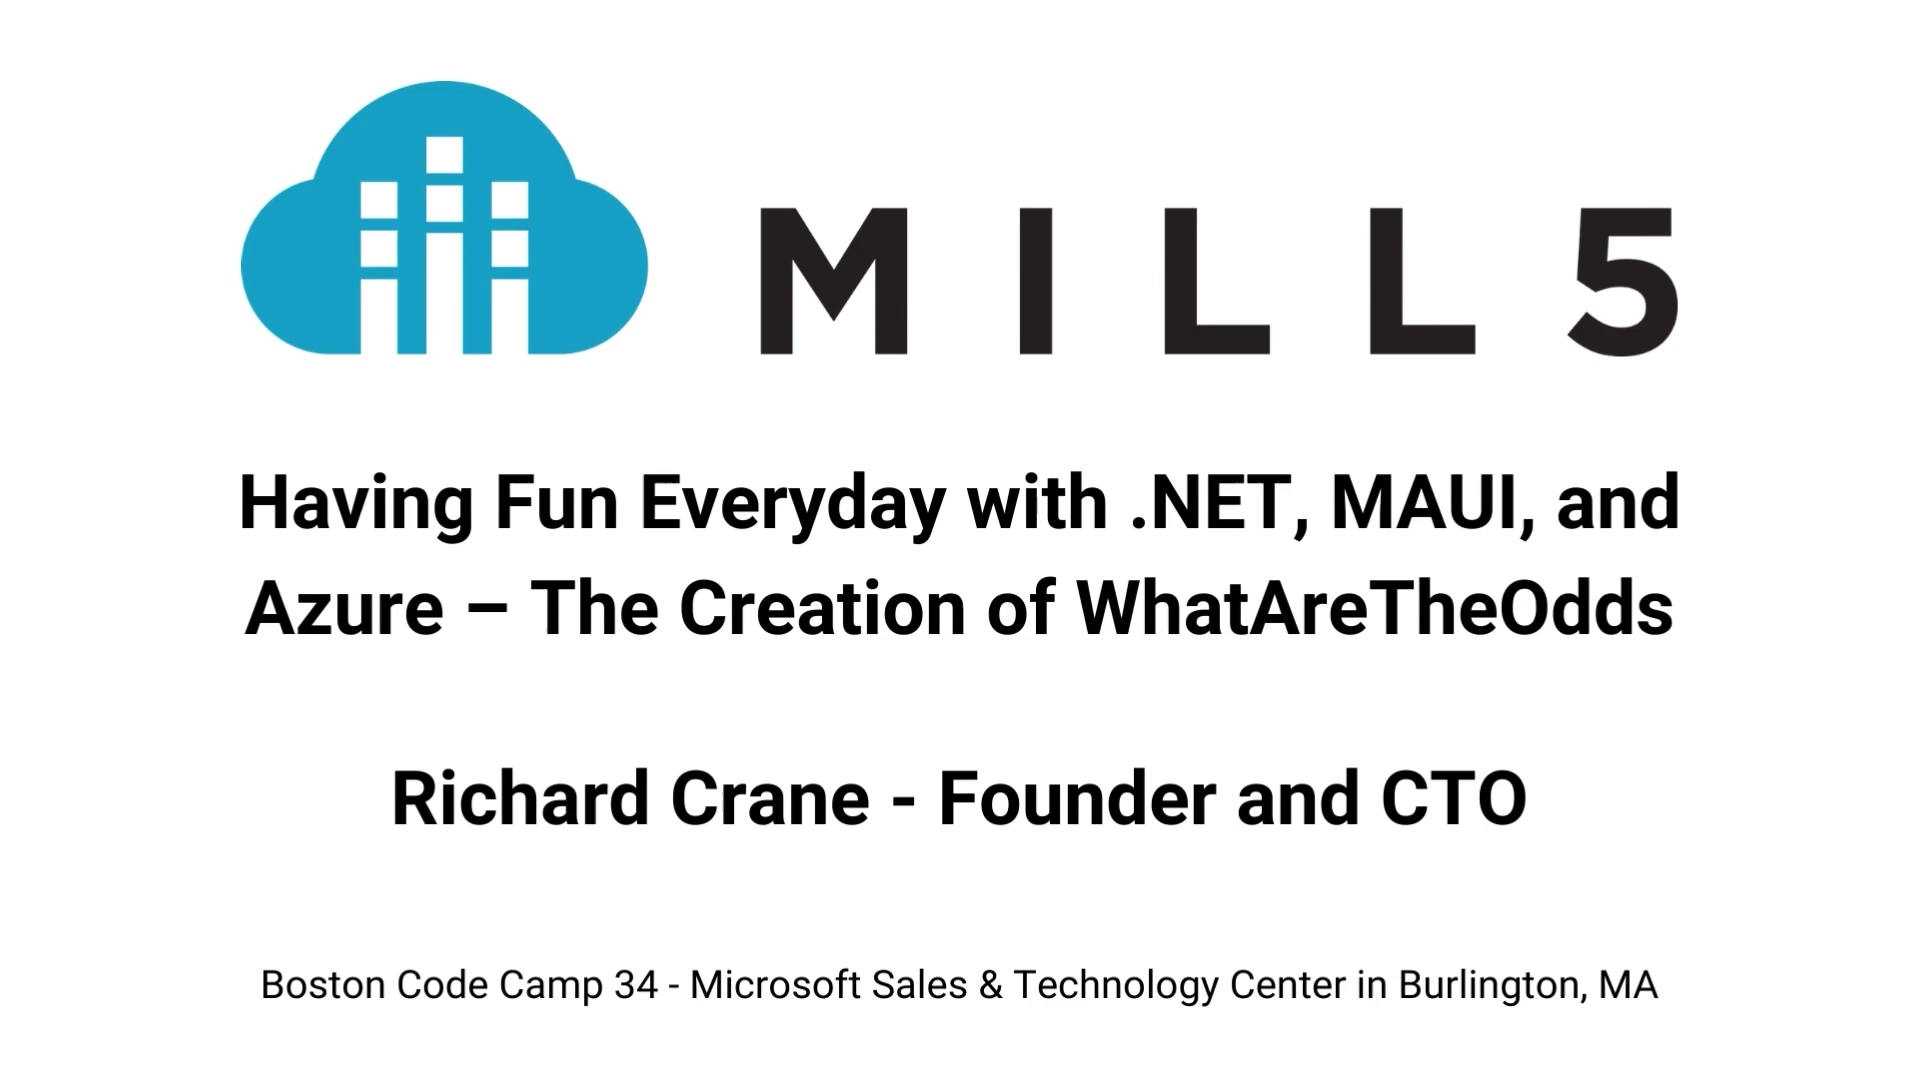 MILL5
Having Fun Everyday with .NET, MAUI, and
Azure – The Creation of WhatAreTheOdds
Richard Crane - Founder and CTO
Boston Code Camp 34 - Microsoft Sales & Technology Center in Burlington, MA